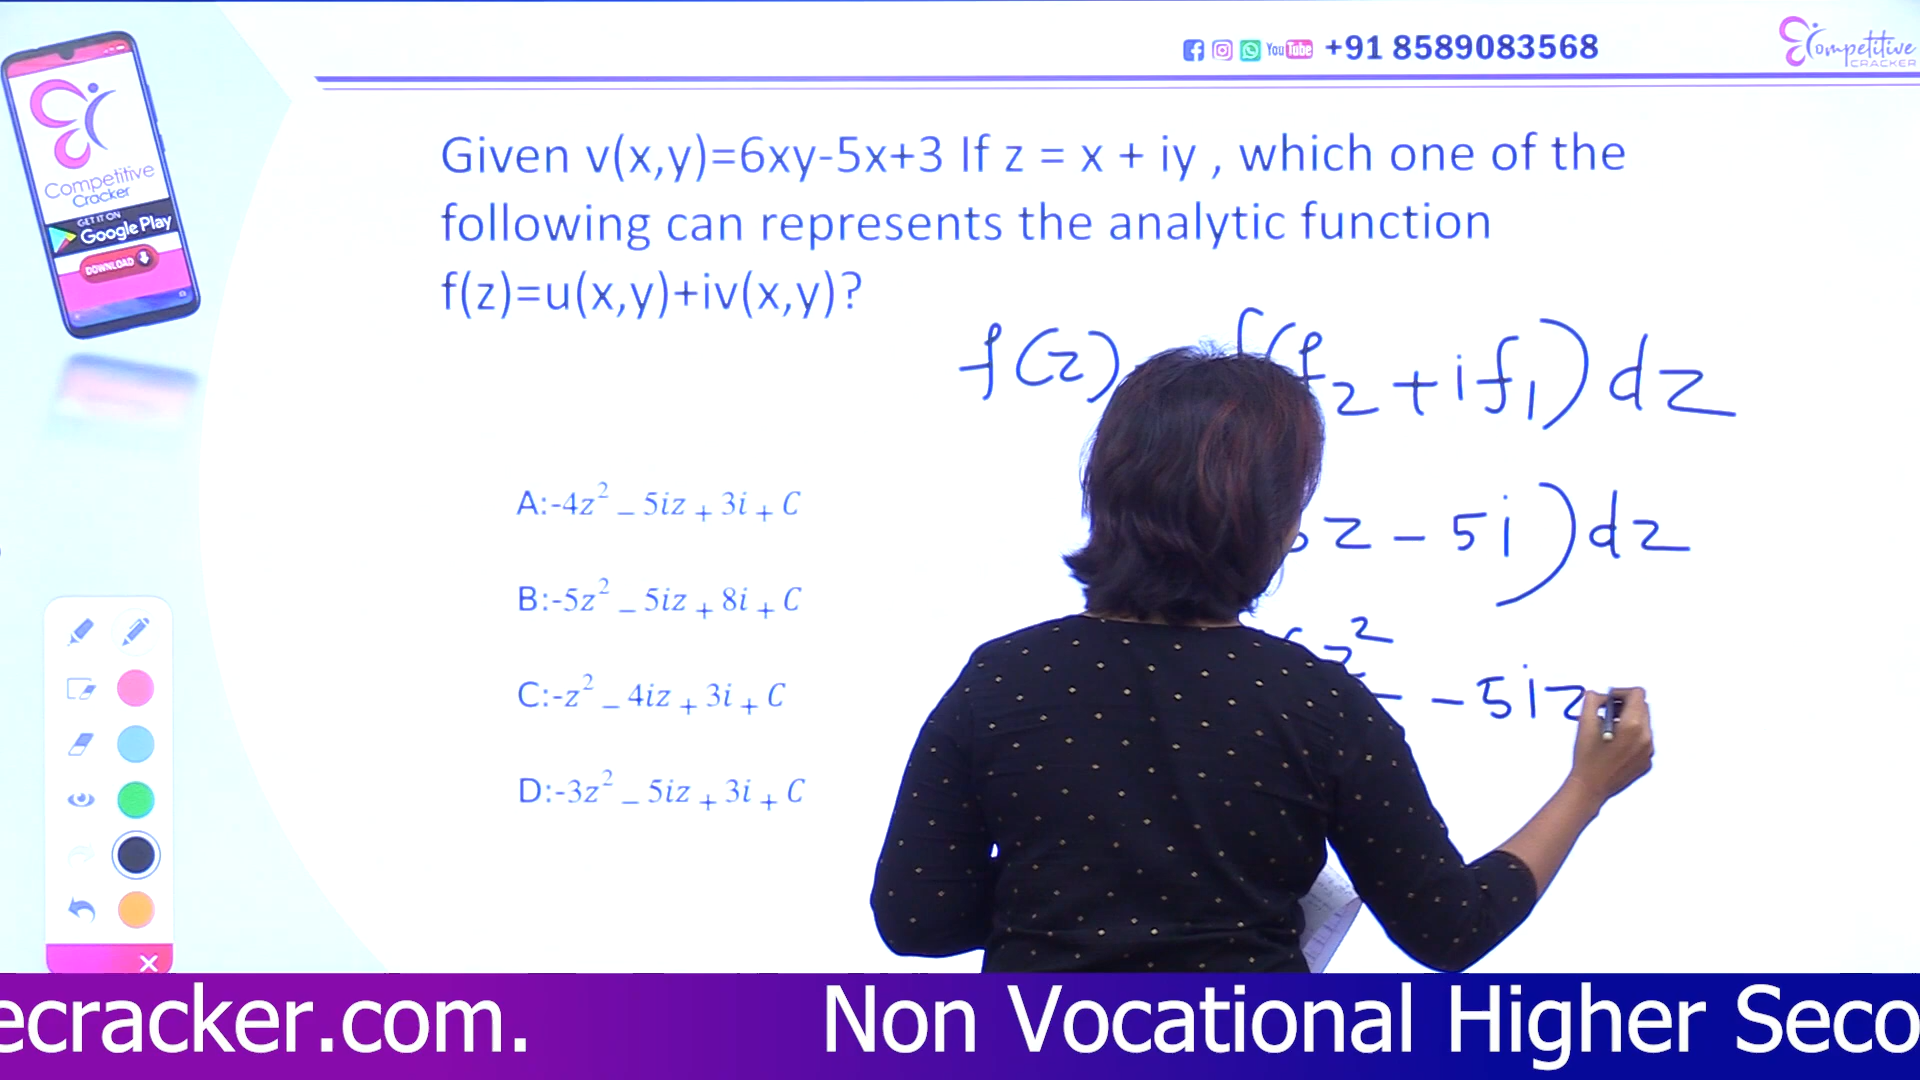 YouTube +91 8589083568
Competitive
CRACKER
Competitive
Cracker
GET IT ON
Google Play
DOWNLOAD
Given v(x,y)=6xy-5x+3 If z = x + iy , which one of the
following can represents the analytic function
f(z)=u(x,y)+iv(x,y)?
f(z) ∫(f₂ + if₁) dz
z - 5i) dz
z² - 5iz
A:-4z² – 5iz + 3i + C
B:-5z² – 5iz + 8i + C
C:-z² – 4iz + 3i + C
D:-3z² – 5iz + 3i + C
ecracker.com. Non Vocational Higher Seco